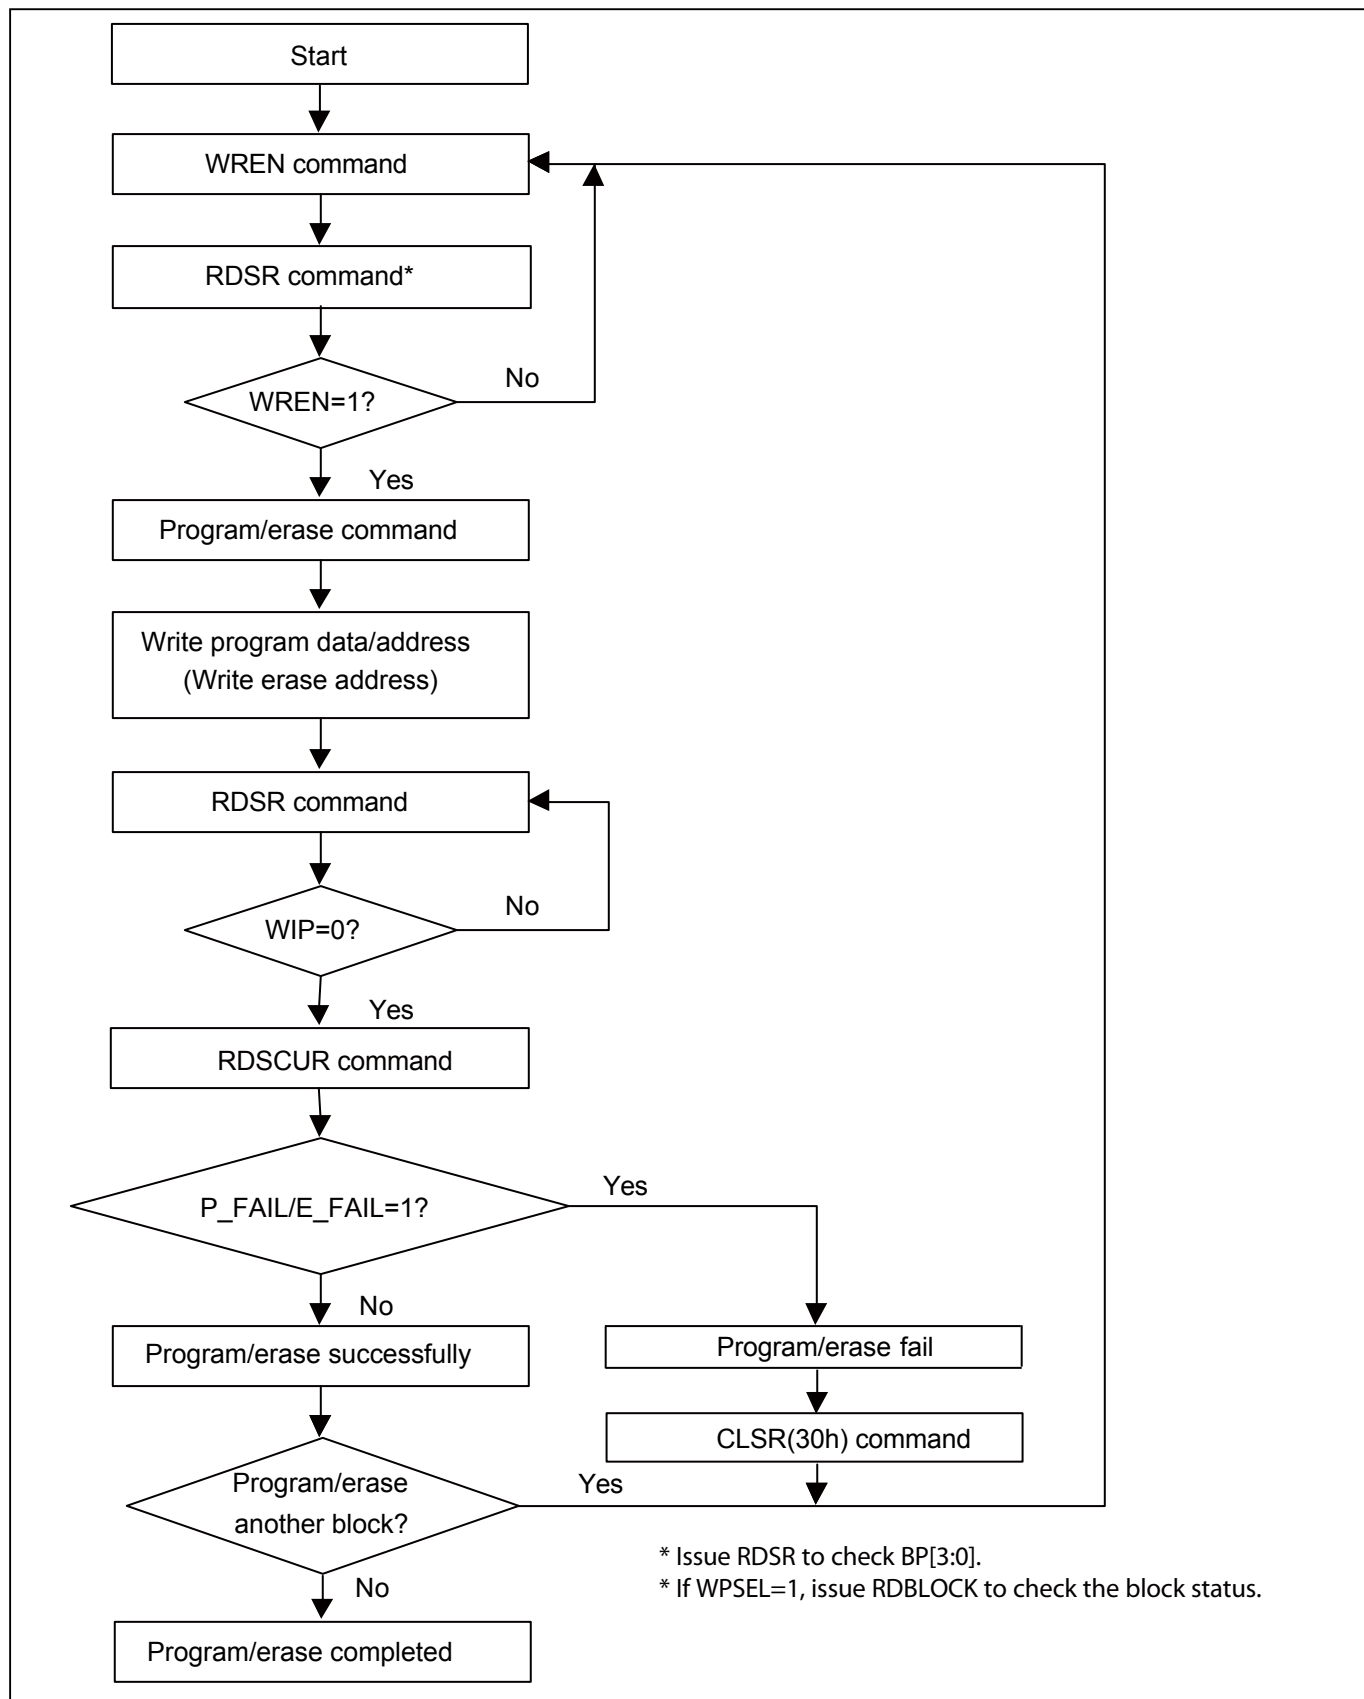 Start
WREN command
RDSR command*
WREN=1?
No
Yes
Program/erase command
Write program data/address
(Write erase address)
RDSR command
WIP=0?
No
Yes
RDSCUR command
P_FAIL/E_FAIL=1?
Yes
No
Program/erase successfully
Program/erase fail
CLSR(30h) command
Program/erase
another block?
Yes
No
* Issue RDSR to check BP[3:0].
* If WPSEL=1, issue RDBLOCK to check the block status.
Program/erase completed